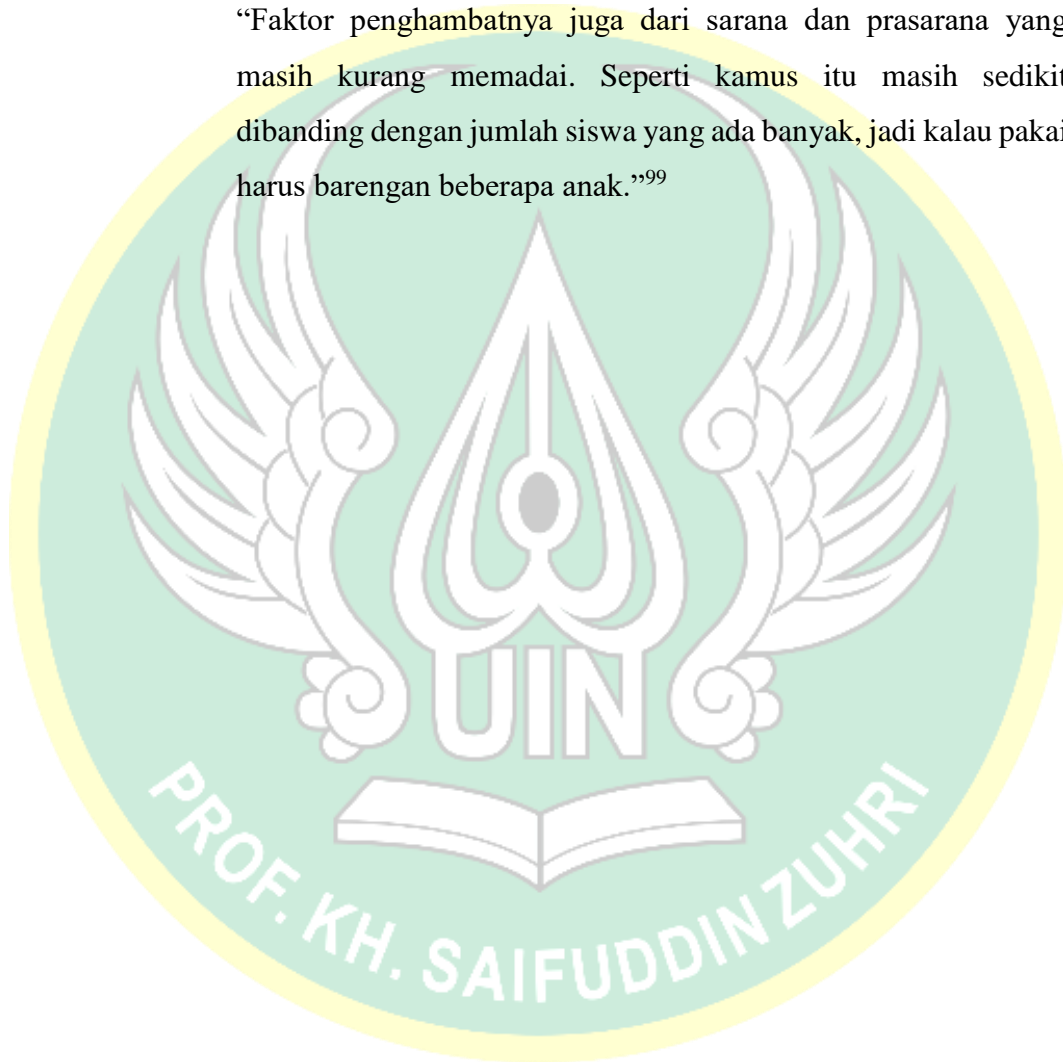 “Faktor penghambatnya juga dari sarana dan prasarana yang
masih kurang memadai. Seperti kamus itu masih sedikit
dibanding dengan jumlah siswa yang ada banyak, jadi kalau pakai
harus barengan beberapa anak.”⁹⁹
UIN
PROF. KH. SAIFUDDIN ZUHRI